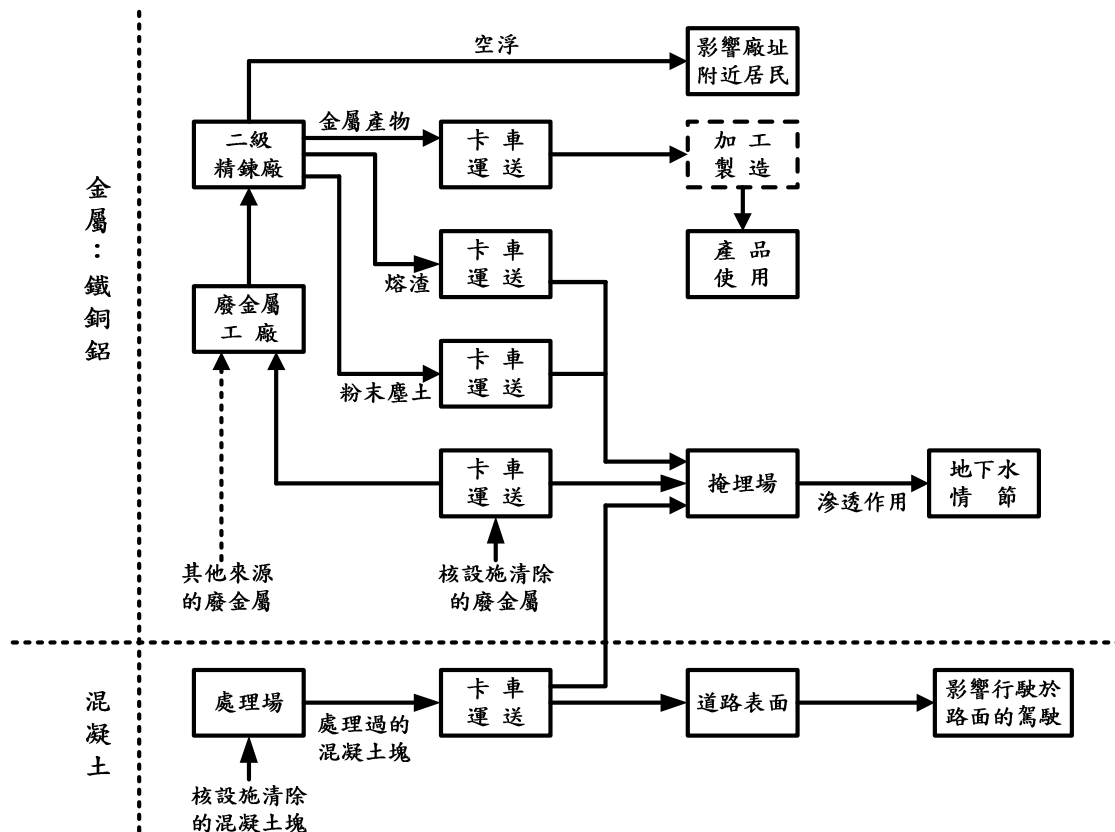 空浮
影響廠址
附近居民
二級
精鍊廠
金屬產物
卡車
運送
加工
製造
產品
使用
熔渣
卡車
運送
廢金屬
工廠
粉末塵土
卡車
運送
金屬：鐵銅鋁
卡車
運送
掩埋場
滲透作用
地下水
情節
其他來源
的廢金屬
核設施清除
的廢金屬
混凝土
處理場
處理過的
混凝土塊
卡車
運送
道路表面
影響行駛於
路面的駕駛
核設施清除
的混凝土塊